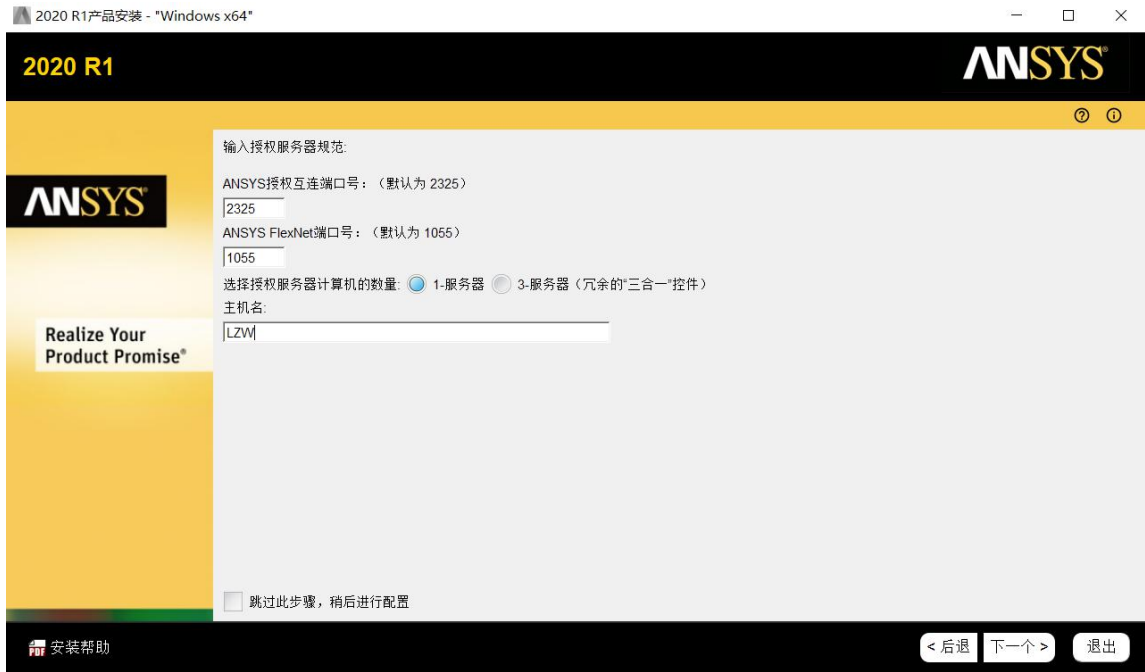 2020 R1产品安装 - "Windows x64"
2020 R1
ANSYS®
输入授权服务器规范:
ANSYS授权互连端口号：（默认为 2325）
ANSYS®
2325
ANSYS FlexNet端口号：（默认为 1055）
1055
选择授权服务器计算机的数量: 1-服务器 3-服务器（冗余的“三合一”控件）
主机名:
LZW
Realize Your
Product Promise®
跳过此步骤，稍后进行配置
PDF 安装帮助
< 后退 下一个 > 退出